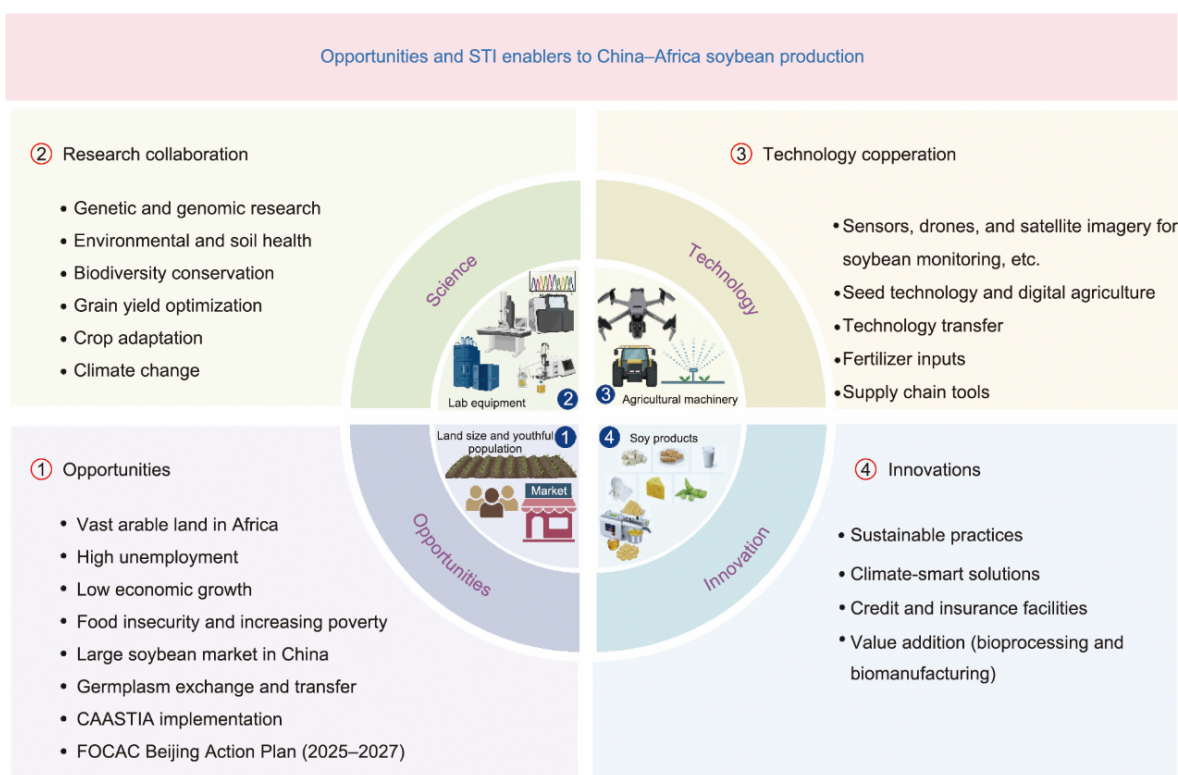 Opportunities and STI enablers to China–Africa soybean production
② Research collaboration
• Genetic and genomic research
• Environmental and soil health
• Biodiversity conservation
• Grain yield optimization
• Crop adaptation
• Climate change
③ Technology copperation
• Sensors, drones, and satellite imagery for
soybean monitoring, etc.
• Seed technology and digital agriculture
• Technology transfer
• Fertilizer inputs
• Supply chain tools
Science
Technology
Lab equipment
2
3
Agricultural machinery
Land size and youthful
population
1
Market
4
Soy products
Opportunities
Innovation
① Opportunities
• Vast arable land in Africa
• High unemployment
• Low economic growth
• Food insecurity and increasing poverty
• Large soybean market in China
• Germplasm exchange and transfer
• CAASTIA implementation
• FOCAC Beijing Action Plan (2025–2027)
④ Innovations
• Sustainable practices
• Climate-smart solutions
• Credit and insurance facilities
• Value addition (bioprocessing and
biomanufacturing)